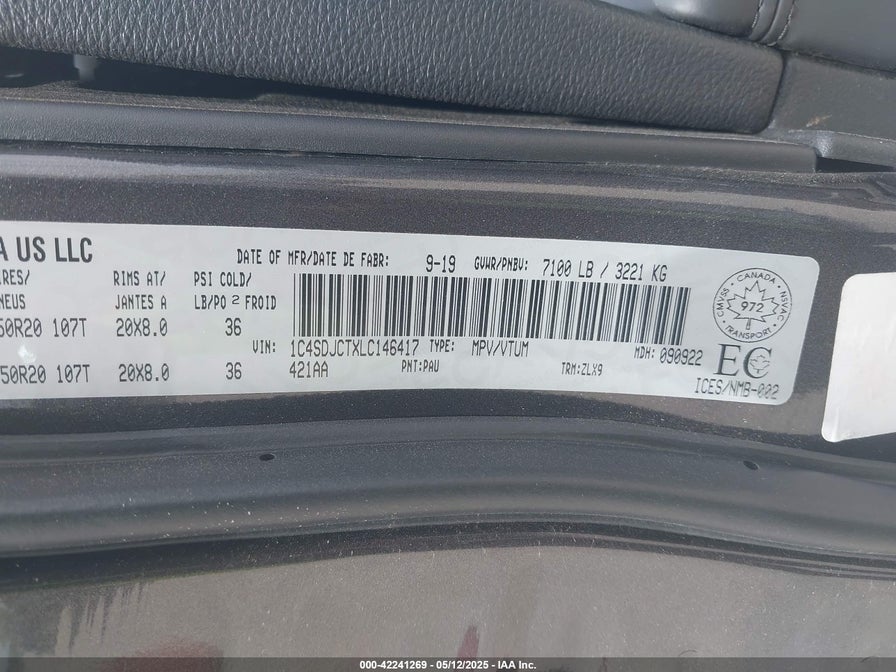 A US LLC
DATE OF MFR/DATE DE FABR: 9-19 GVWR/PNBV: 7100 LB / 3221 KG
IRES/ RIMS AT/ PSI COLD/
NEUS JANTES A LB/PO 2 FROID
50R20 107T 20X8.0 36
VIN: 1C4SDJCTXLC146417 TYPE: MPV/VTUM MDH: 090922
50R20 107T 20X8.0 36 421AA PNT:PAU TRM:ZLX9
CANADA
CMVSS 972 NSVAC
TRANSPORT
EC
ICES/NMB-002
000-42241269 - 05/12/2025 - IAA Inc.